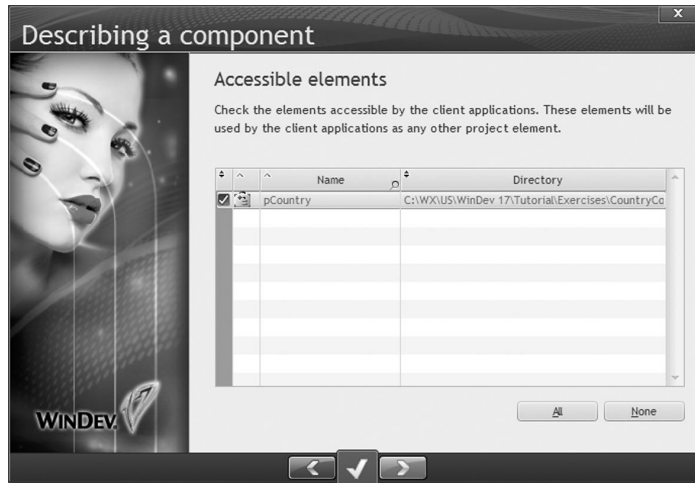 Describing a component
X
Accessible elements
Check the elements accessible by the client applications. These elements will be
used by the client applications as any other project element.
Name Directory
pCountry C:\WX\US\WinDev 17\Tutorial\Exercises\CountryCo
All None
WINDEV.